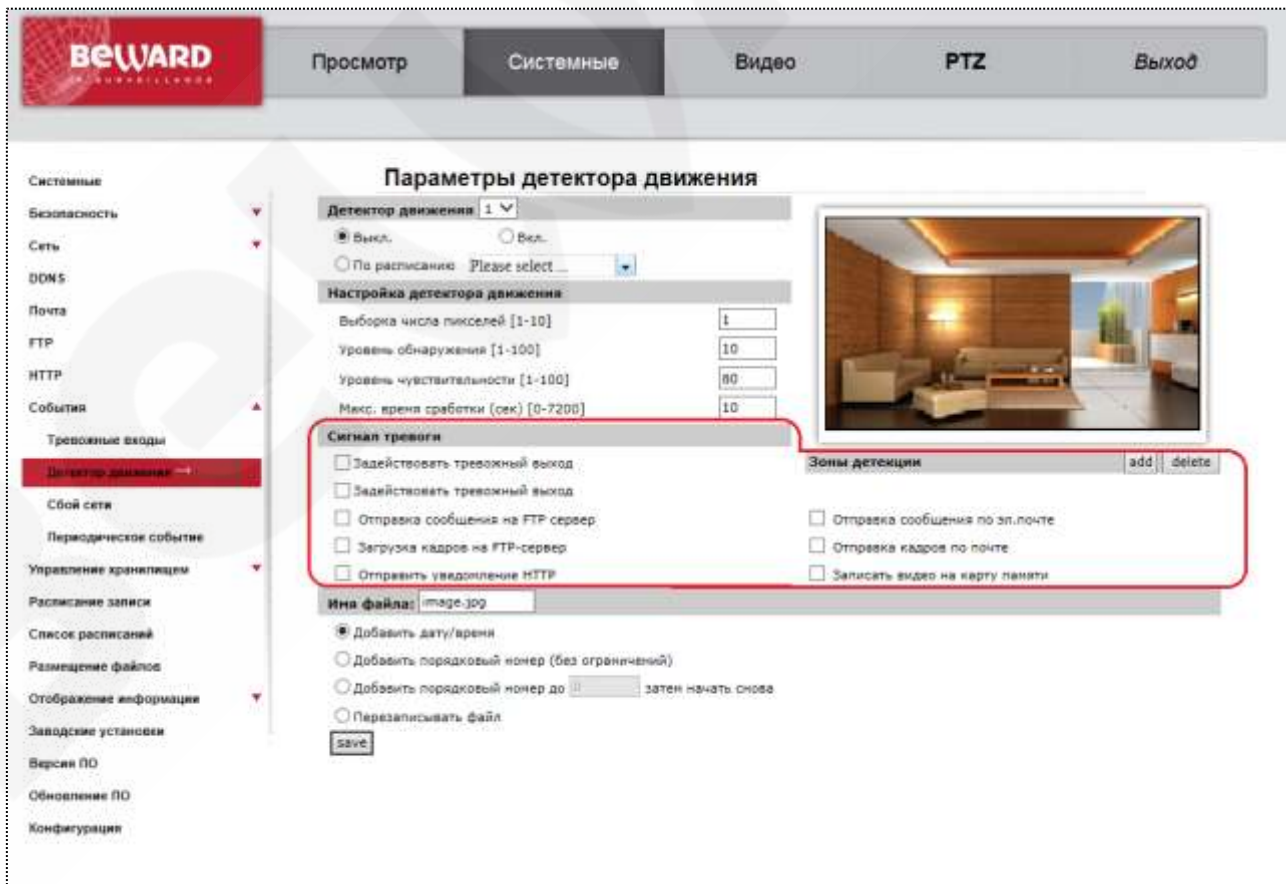 BEWARD
Просмотр Системные Видео PTZ Выход
Системные
Безопасность
Сеть
DDNS
Почта
FTP
HTTP
События
Тревожные входы
Детектор движения
Сбой сети
Периодическое событие
Управление хранилищем
Расписание записи
Список расписаний
Размещение файлов
Отображение информации
Заводские установки
Версия ПО
Обновление ПО
Конфигурация
Параметры детектора движения
Детектор движения 1
Выкл. Вкл.
По расписанию Please select ...
Настройка детектора движения
Выборка числа пикселей [1-10] 1
Уровень обнаружения [1-100] 10
Уровень чувствительности [1-100] 80
Макс. время сработки (сек) [0-7200] 10
Сигнал тревоги
Задействовать тревожный выход Зоны детекции add delete
Задействовать тревожный выход
Отправка сообщения на FTP сервер Отправка сообщения по эл.почте
Загрузка кадров на FTP-сервер Отправка кадров по почте
Отправить уведомление HTTP Записать видео на карту памяти
Имя файла: image.jpg
Добавить дату/время
Добавить порядковый номер (без ограничений)
Добавить порядковый номер до 0 затем начать снова
Перезаписывать файл
save